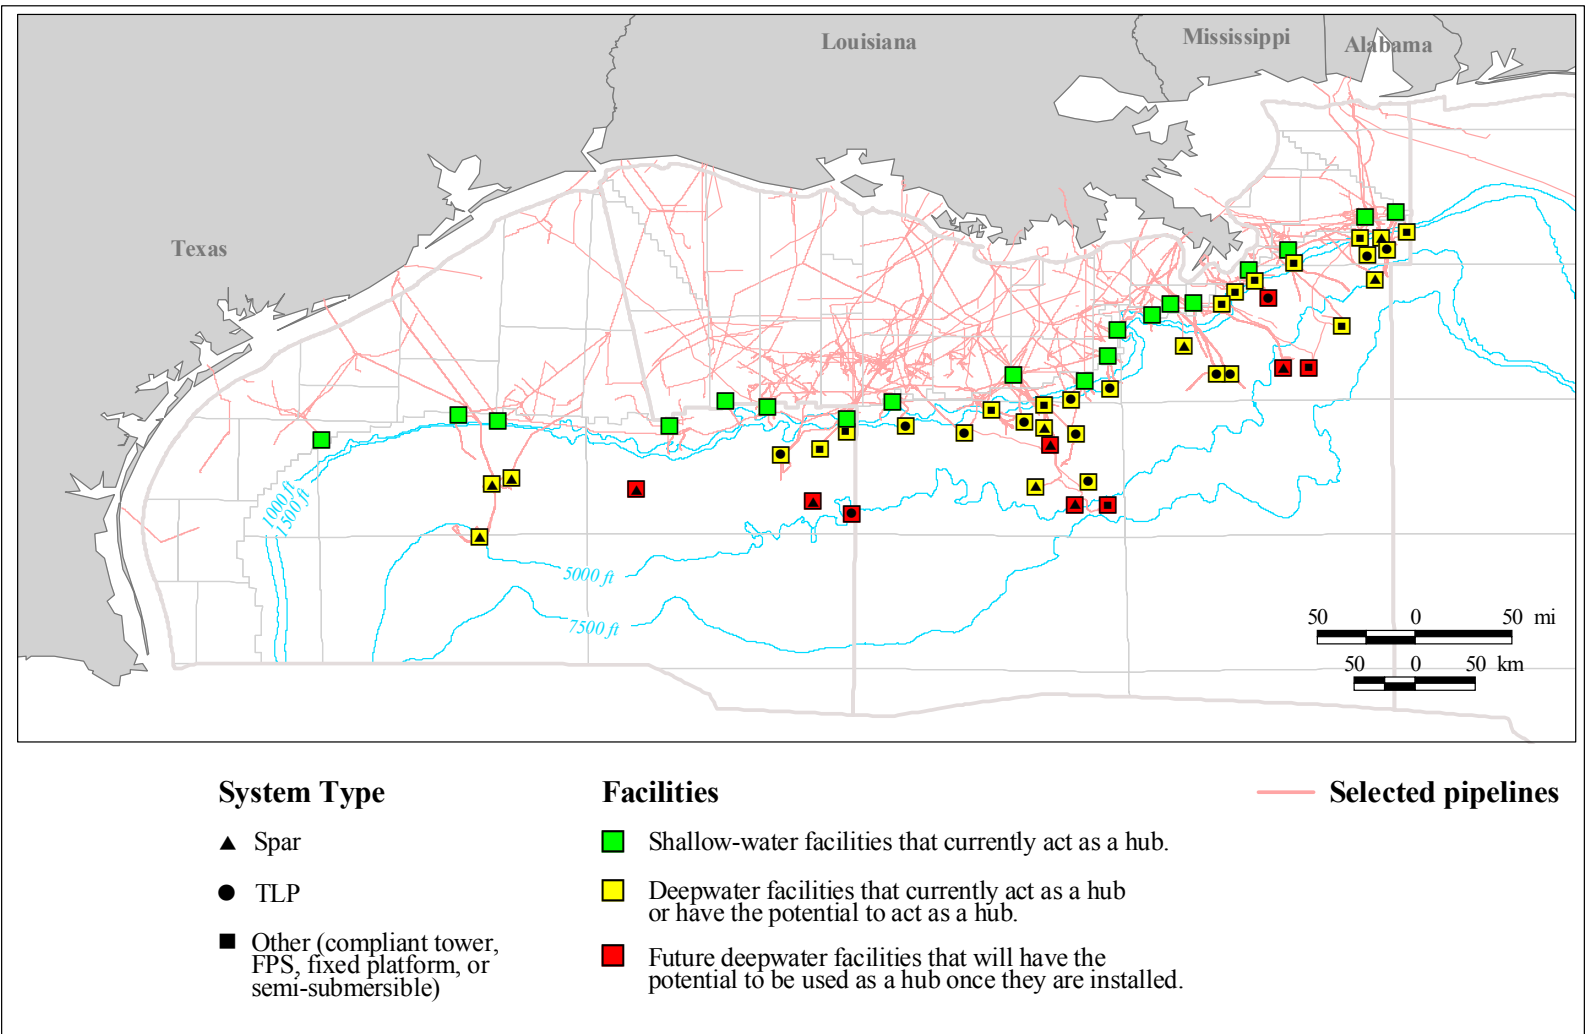 Louisiana
Mississippi
Alabama
Texas
1000 ft
1500 ft
5000 ft
7500 ft
50 0 50 mi
50 0 50 km
System Type
Spar
TLP
Other (compliant tower,
FPS, fixed platform, or
semi-submersible)
Facilities
Shallow-water facilities that currently act as a hub.
Deepwater facilities that currently act as a hub
or have the potential to act as a hub.
Future deepwater facilities that will have the
potential to be used as a hub once they are installed.
Selected pipelines